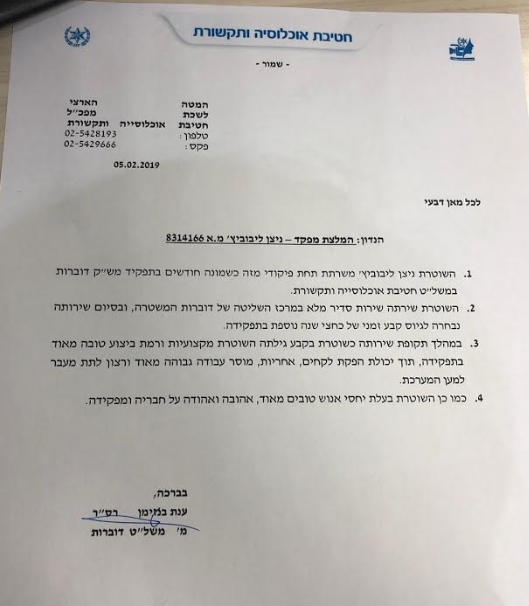 חטיבת אוכלוסיה ותקשורת
- שמור -
המטה הארצי
לשכת מפכ"ל
חטיבת אוכלוסייה ותקשורת
טלפון: 02-5428193
פקס: 02-5429666
05.02.2019
לכל מאן דבעי
הנדון: המלצת מפקד – ניצן ליבוביץ' מ.א 8314166
1. השוטרת ניצן ליבוביץ' משרתת תחת פיקודי מזה כשמונה חודשים בתפקיד מש"ק דוברות
במשל"ט חטיבת אוכלוסייה ותקשורת.
2. השוטרת שירתה שירות סדיר מלא במרכז השליטה של דוברות המשטרה, ובסיום שירותה
נבחרה לגיוס קבע זמני של כחצי שנה נוספת בתפקידה.
3. במהלך תקופת שירותה כשוטרת בקבע גילתה השוטרת מקצועיות ורמת ביצוע טובה מאוד
בתפקידה, תוך יכולת הפקת לקחים, אחריות, מוסר עבודה גבוהה מאוד ורצון לתת מעבר
למען המערכת.
4. כמו כן השוטרת בעלת יחסי אנוש טובים מאוד, אהובה ואהודה על חבריה ומפקידה.
בברכה,
ענת בן מימן רס"ר
מ' משל"ט דוברות